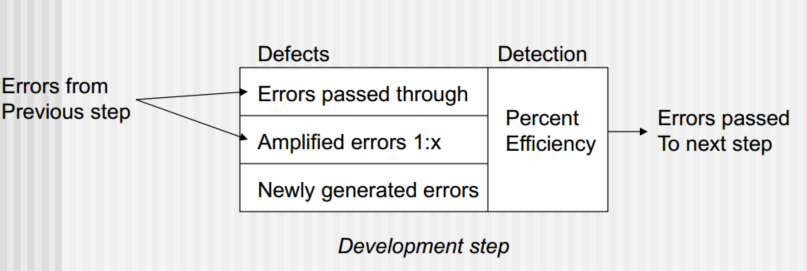 Defects
Detection
Errors from
Previous step
Errors passed through
Amplified errors 1:x
Newly generated errors
Percent
Efficiency
Errors passed
To next step
Development step